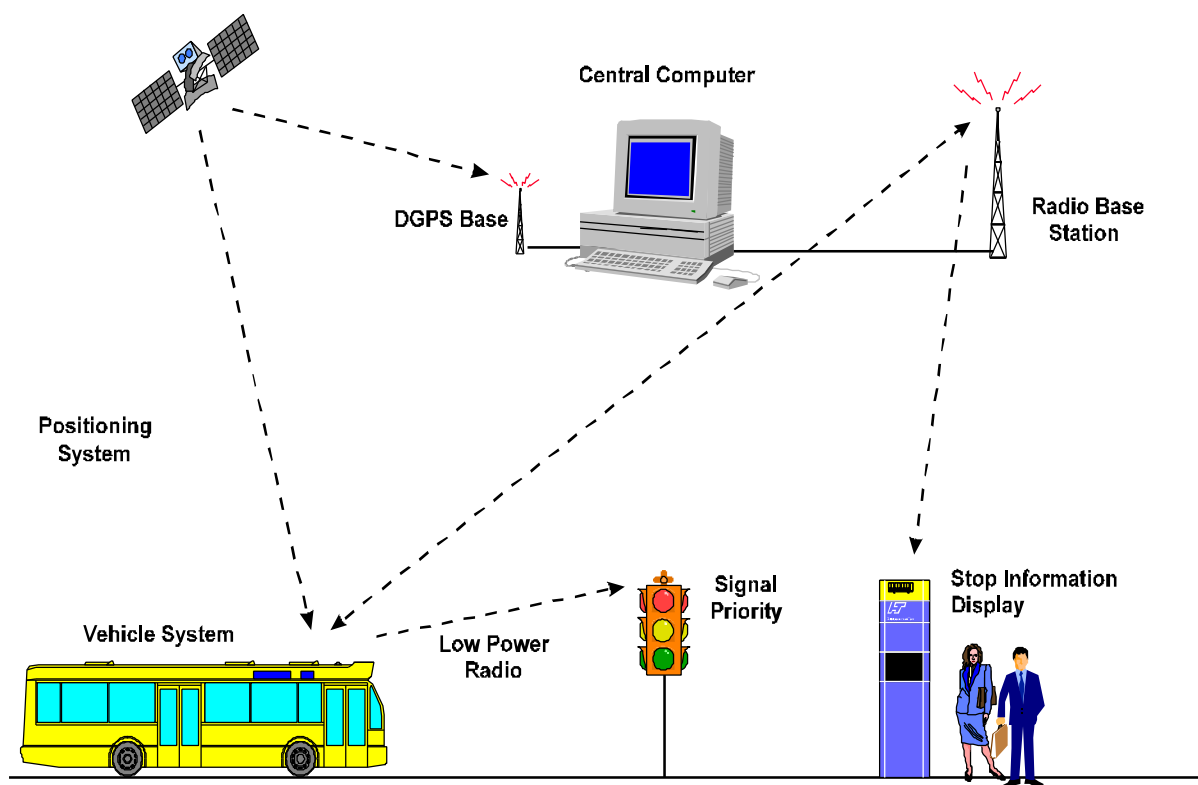 Central Computer
DGPS Base
Radio Base
Station
Positioning
System
Signal
Priority
Stop Information
Display
Vehicle System
Low Power
Radio